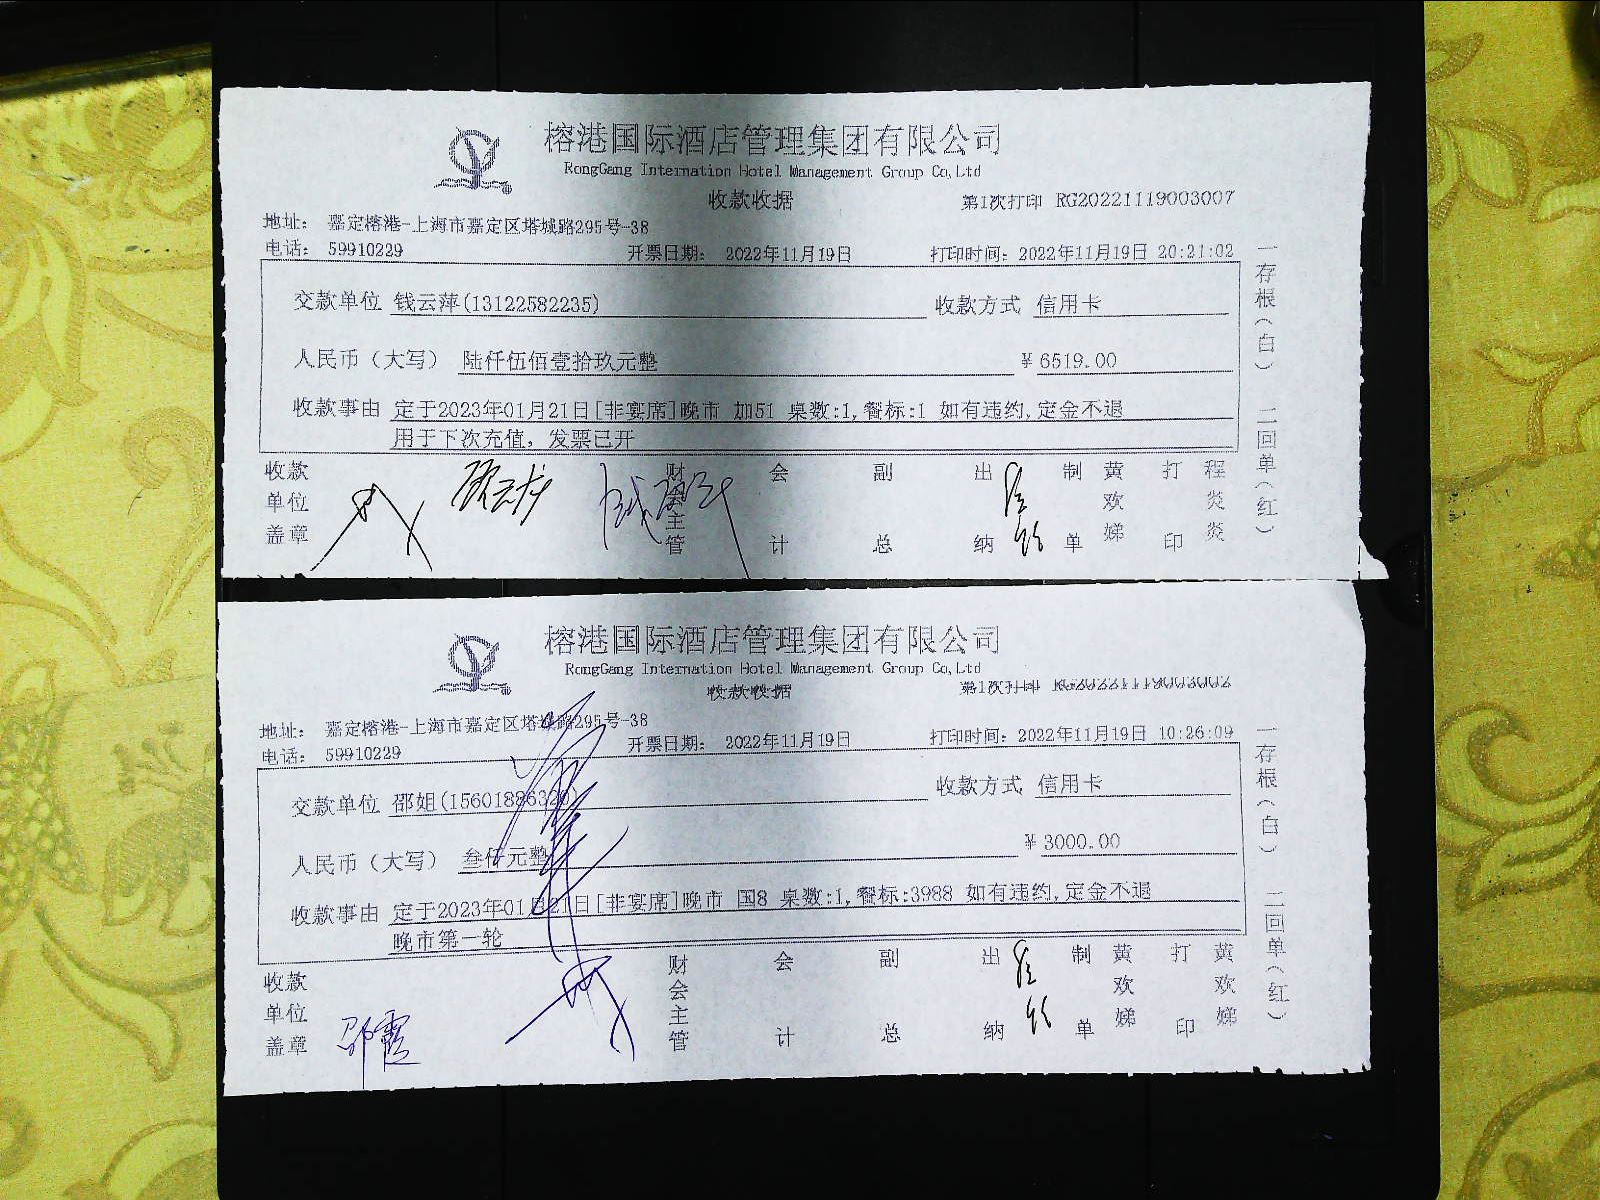 榕港国际酒店管理集团有限公司
RongGang Internation Hotel Management Group Co,Ltd
收款收据
第1次打印 RG20221119003007
地址: 嘉定榕港-上海市嘉定区塔城路295号-38
电话: 59910229 开票日期: 2022年11月19日 打印时间: 2022年11月19日 20:21:02
交款单位 钱云萍(13122582235) 收款方式 信用卡
人民币(大写) 陆仟伍佰壹拾玖元整 ¥6519.00
收款事由 定于2023年01月21日[非宴席]晚市 加51 桌数:1,餐标:1 如有违约,定金不退
用于下次充值, 发票已开
收款单位盖章 财会主管 会计 副总 出纳 制单 黄欢娣 打印 程炎炎
一存根(白) 二回单(红)
榕港国际酒店管理集团有限公司
RongGang Internation Hotel Management Group Co,Ltd
收款收据
第1次打印
地址: 嘉定榕港-上海市嘉定区塔城路295号-38
电话: 59910229 开票日期: 2022年11月19日 打印时间: 2022年11月19日 10:26:09
交款单位 邵姐 收款方式 信用卡
人民币(大写) 叁仟元整 ¥3000.00
收款事由 定于2023年01月21日[非宴席]晚市 国8 桌数:1,餐标:3988 如有违约,定金不退
晚市第一轮
收款单位盖章 邵霞 财会主管 会计 副总 出纳 制单 黄欢娣 打印 黄欢娣
一存根(白) 二回单(红)